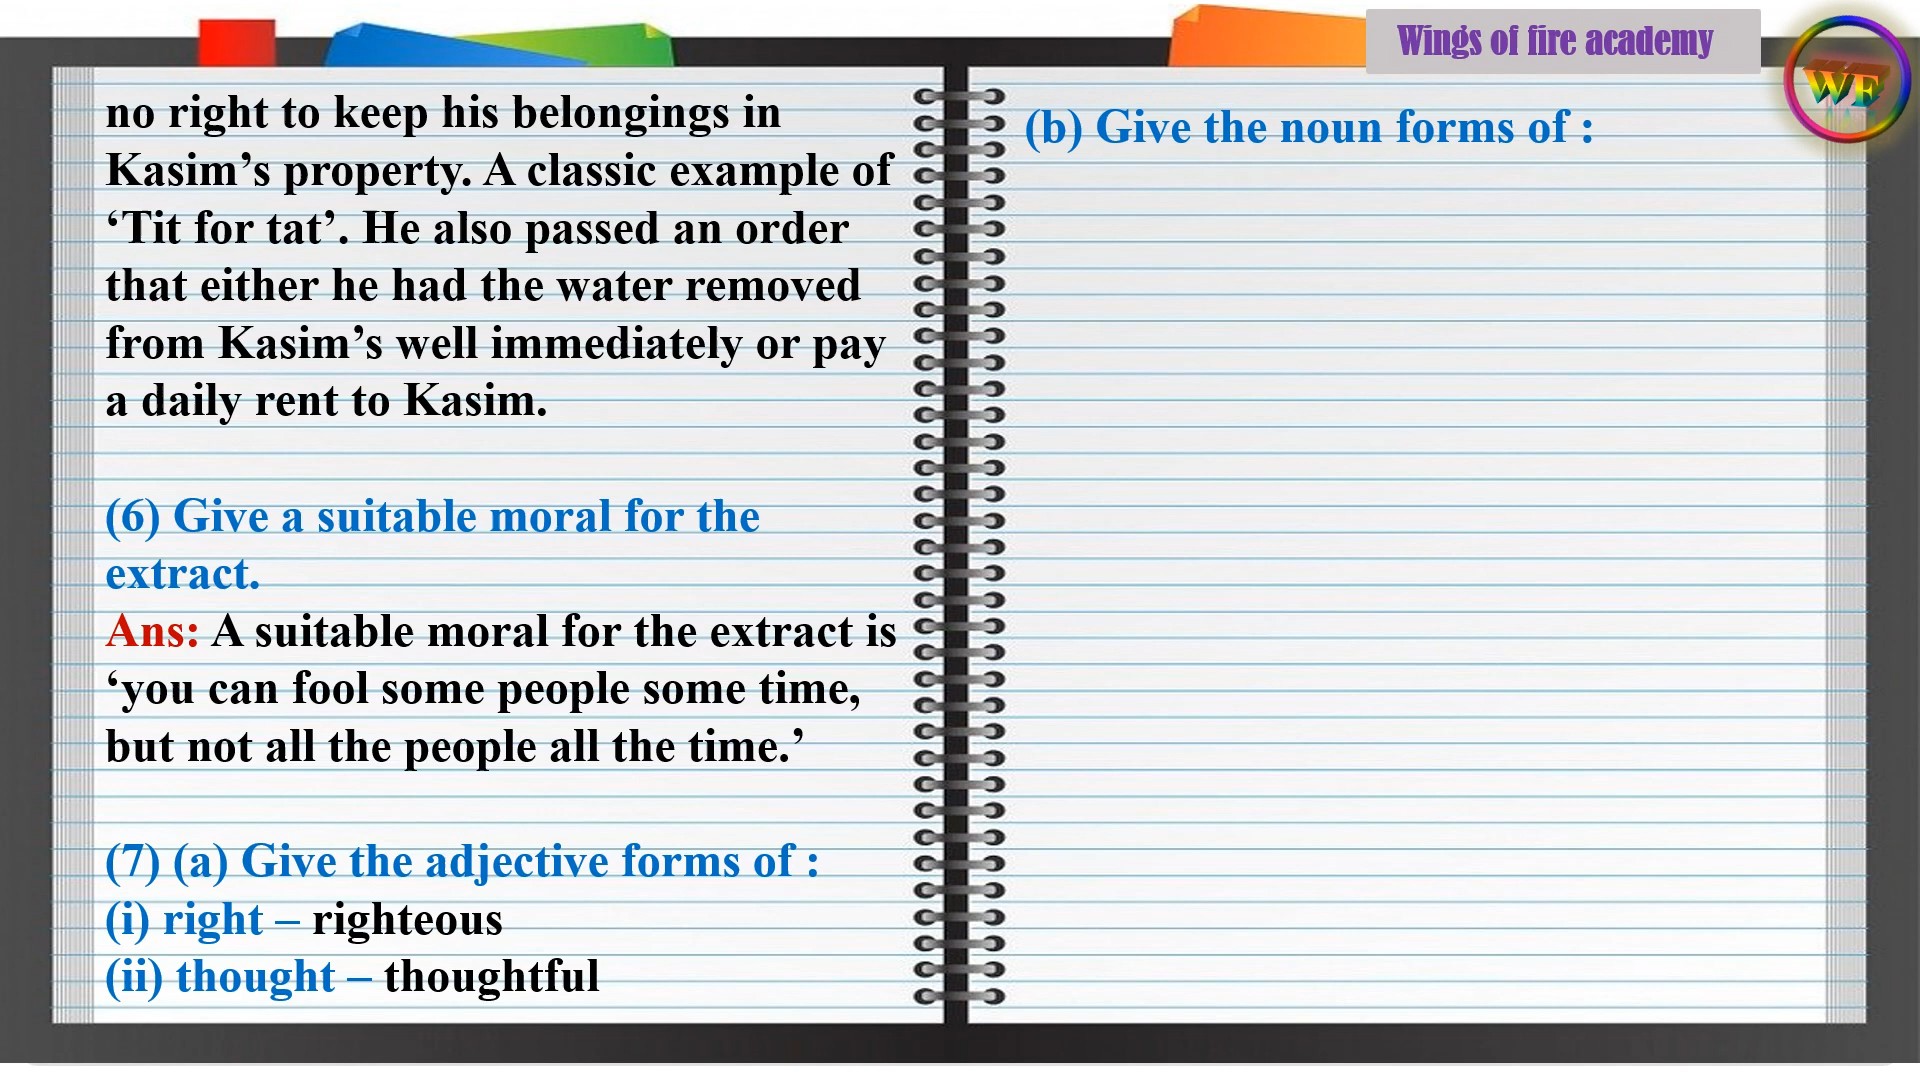 Wings of fire academy
WF
no right to keep his belongings in
Kasim’s property. A classic example of
‘Tit for tat’. He also passed an order
that either he had the water removed
from Kasim’s well immediately or pay
a daily rent to Kasim.
(6) Give a suitable moral for the
extract.
Ans: A suitable moral for the extract is
‘you can fool some people some time,
but not all the people all the time.’
(7) (a) Give the adjective forms of :
(i) right – righteous
(ii) thought – thoughtful
(b) Give the noun forms of :